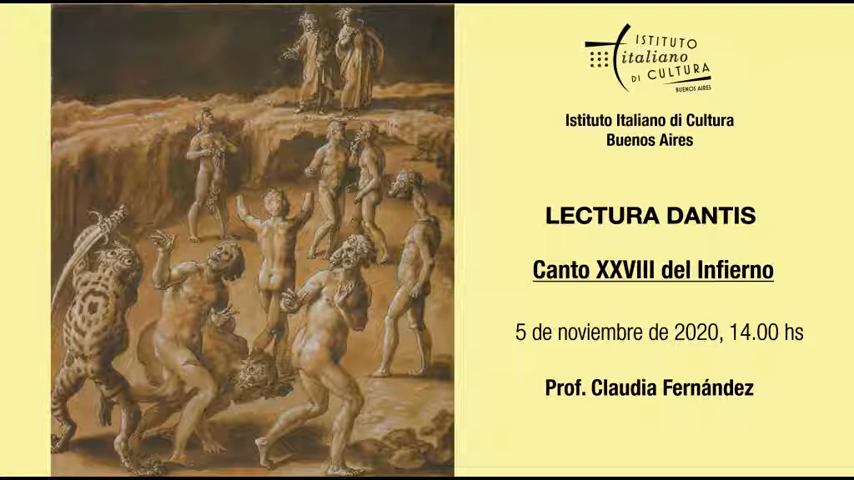 ISTITUTO
italiano
DI CULTURA
BUENOS AIRES
Istituto Italiano di Cultura
Buenos Aires
LECTURA DANTIS
Canto XXVIII del Infierno
5 de noviembre de 2020, 14.00 hs
Prof. Claudia Fernández